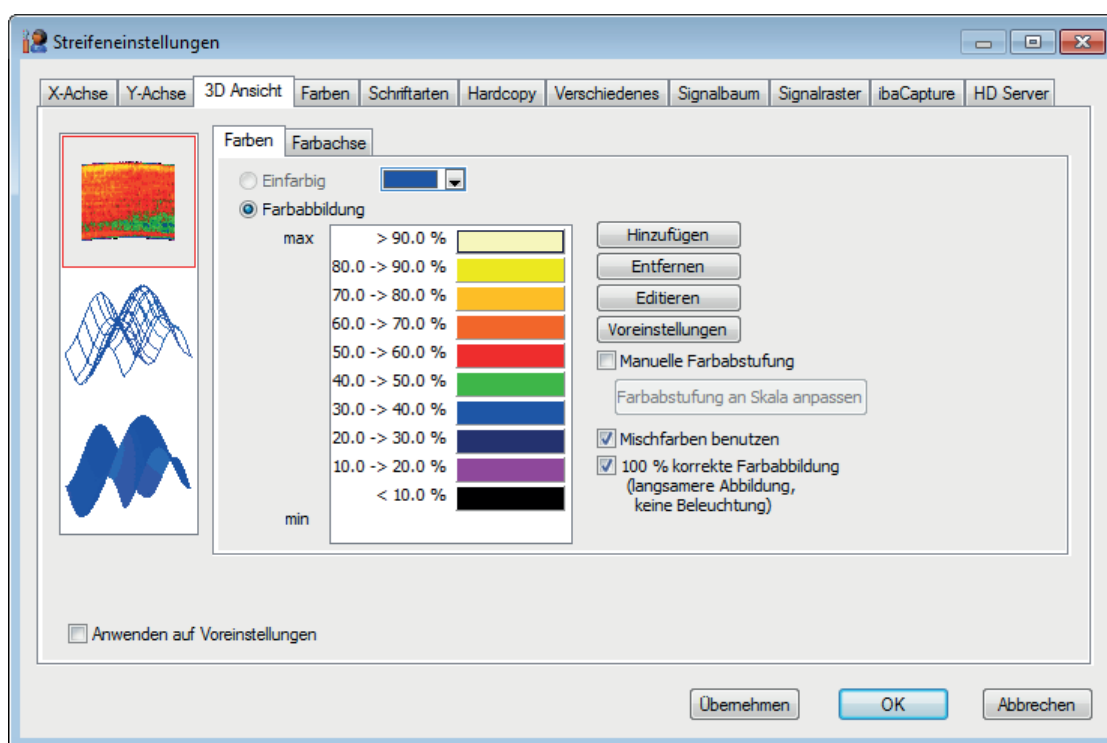 Streifeneinstellungen
X-Achse Y-Achse 3D Ansicht Farben Schriftarten Hardcopy Verschiedenes Signalbaum Signalraster ibaCapture HD Server
Farben Farbachse
Einfarbig
Farbabbildung
max > 90.0 % Hinzufügen
80.0 -> 90.0 % Entfernen
70.0 -> 80.0 % Editieren
60.0 -> 70.0 % Voreinstellungen
50.0 -> 60.0 % Manuelle Farbabstufung
40.0 -> 50.0 % Farbabstufung an Skala anpassen
30.0 -> 40.0 %
20.0 -> 30.0 % Mischfarben benutzen
10.0 -> 20.0 % 100 % korrekte Farbabbildung
(langsamere Abbildung,
< 10.0 % keine Beleuchtung)
min
Anwenden auf Voreinstellungen
Übernehmen OK Abbrechen